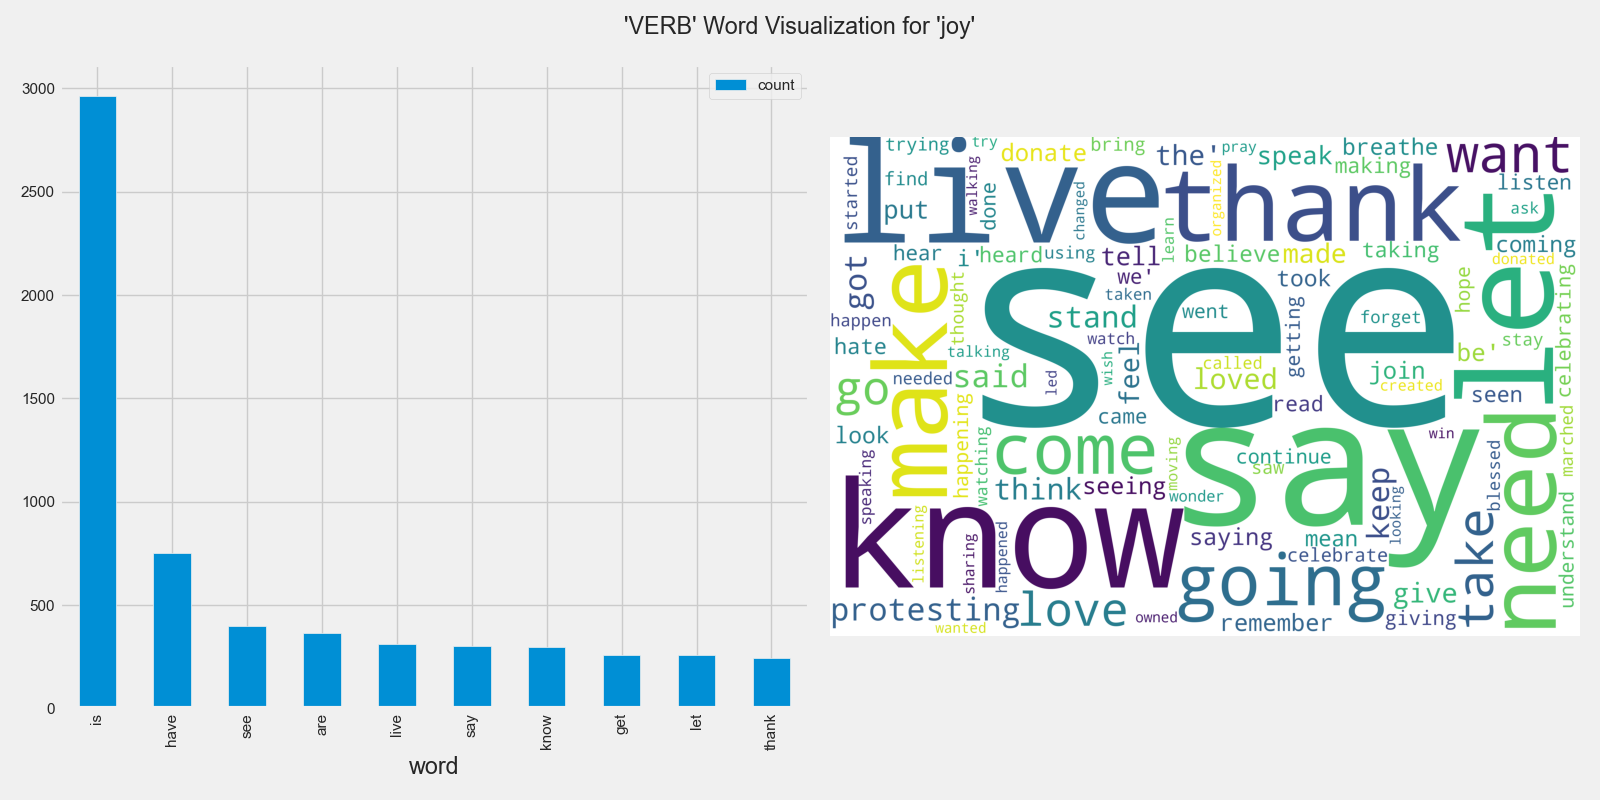 'VERB' Word Visualization for 'joy'
count
3000
2500
2000
1500
1000
500
0
is
have
see
are
live
say
know
get
let
thank
word
trying
try
donate
bring
the'
pray
speak
breathe
making
want
started
find
put
walking
done
live
changed
thank
organized
listen
ask
let
coming
donated
got
hear
i'
heard
using
tell
learn
believe
made
taking
we'
taken
took
hope
celebrating
happen
make
thought
see
stand
went
getting
forget
be'
stay
hate
talking
watch
wish
feel
called
go
needed
said
led
loved
join
created
seen
came
read
look
happening
watching
come
moving
say
continue
saw
win
need
marched
blessed
speaking
know
think
seeing
wonder
keep
looking
listening
sharing
happened
saying
mean
celebrate
take
understand
protesting
love
owned
going
give
giving
wanted
remember